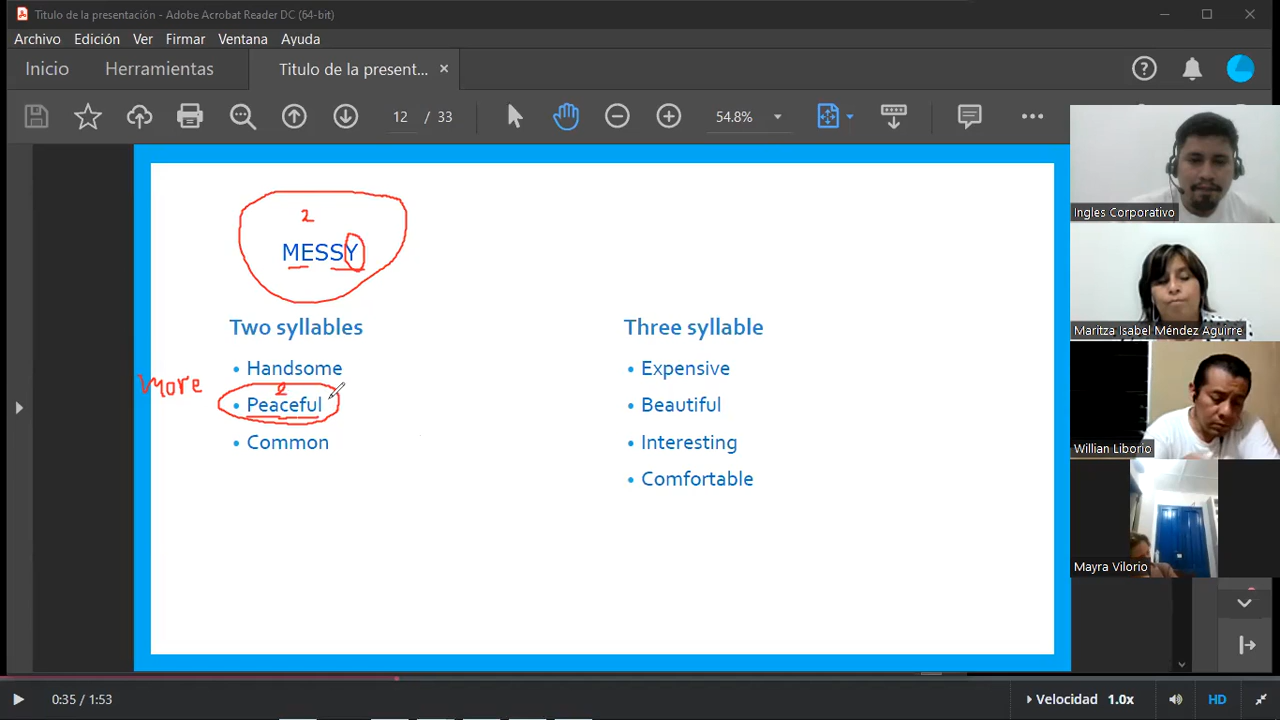 Titulo de la presentación - Adobe Acrobat Reader DC (64-bit)
Archivo Edición Ver Firmar Ventana Ayuda
Inicio Herramientas Titulo de la present... ×
12 / 33 54.8%
2
MESSY
Two syllables
• Handsome
more
2
• Peaceful
• Common
Three syllable
• Expensive
• Beautiful
• Interesting
• Comfortable
Ingles Corporativo
Maritza Isabel Méndez Aguirre
Willian Liborio
Mayra Vilorio
0:35 / 1:53 Velocidad 1.0x HD